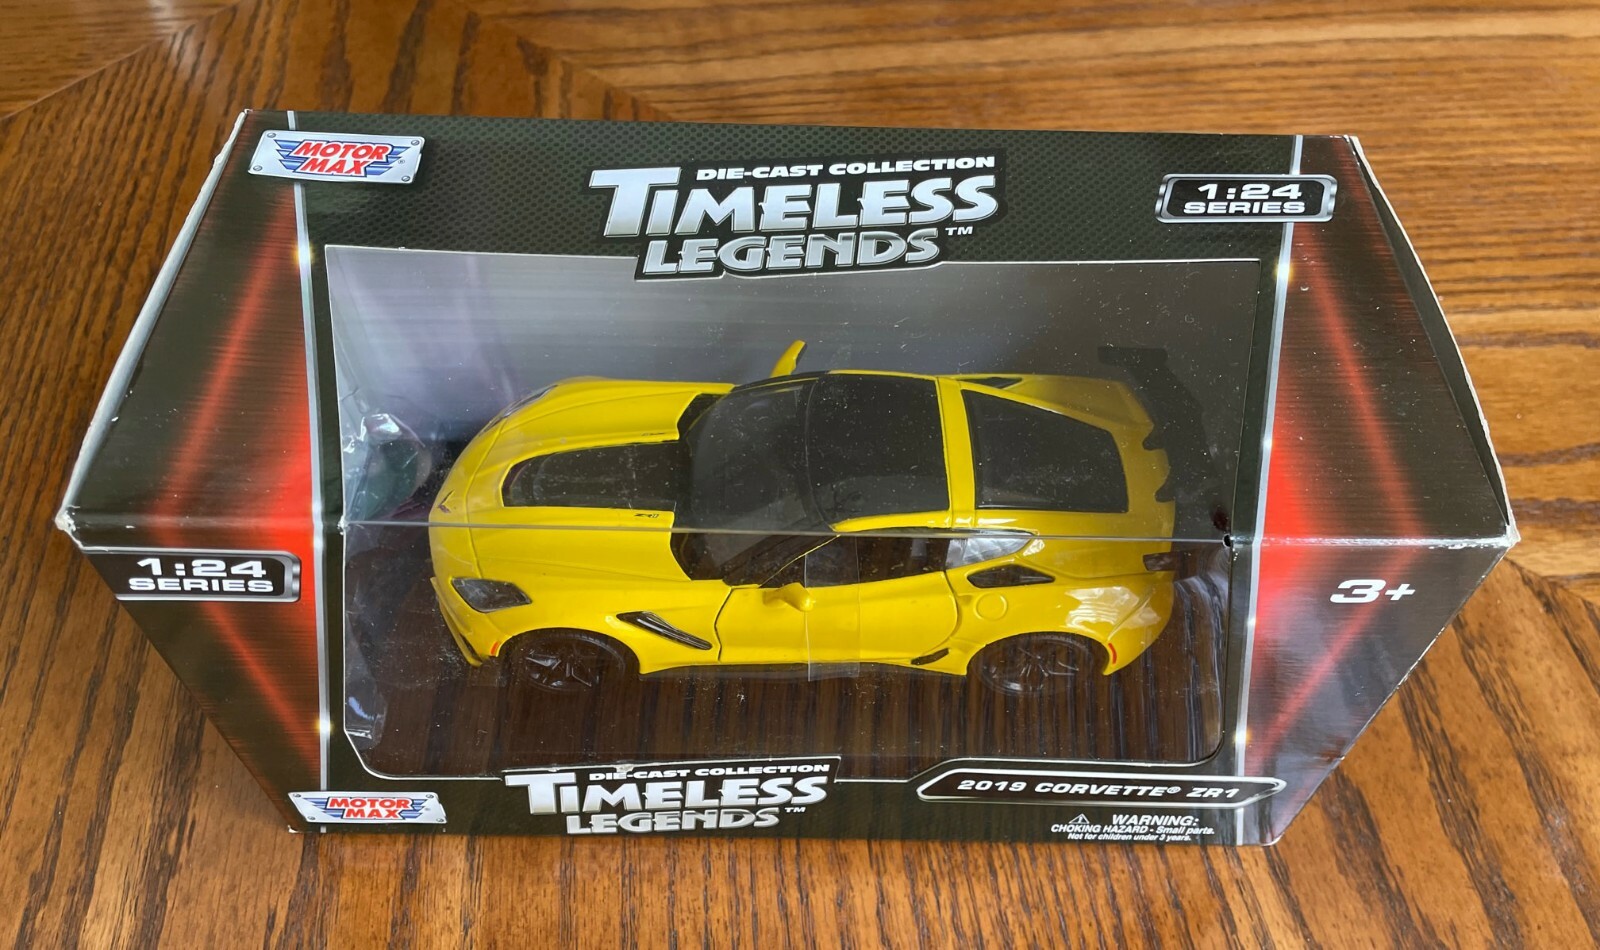 MOTOR
MAX®
DIE-CAST COLLECTION
TIMELESS
LEGENDS™
1:24
SERIES
1:24
SERIES
ZR1
3+
MOTOR
MAX®
DIE-CAST COLLECTION
TIMELESS
LEGENDS™
2019 CORVETTE® ZR1
WARNING:
CHOKING HAZARD - Small parts.
Not for children under 3 years.